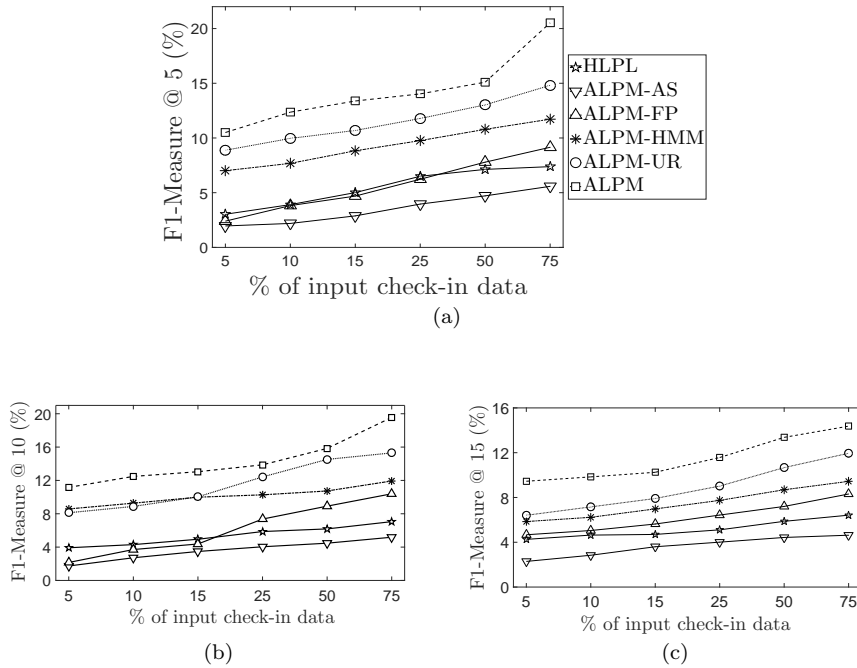 F1-Measure @ 5 (%)
20
15
10
5
0
5 10 15 25 50 75
% of input check-in data
HLPL
ALPM-AS
ALPM-FP
ALPM-HMM
ALPM-UR
ALPM
(a)
F1-Measure @ 10 (%)
20
16
12
8
4
0
5 10 15 25 50 75
% of input check-in data
(b)
F1-Measure @ 15 (%)
16
12
8
4
0
5 10 15 25 50 75
% of input check-in data
(c)